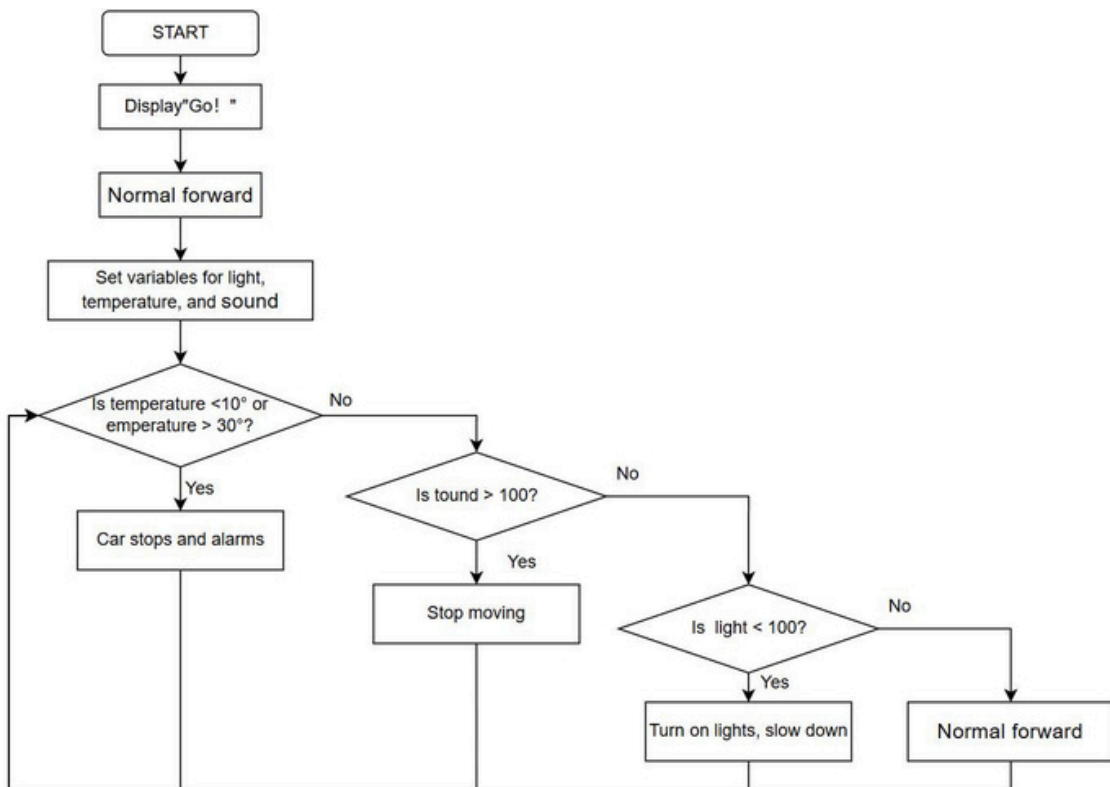 START
Display"Go! "
Normal forward
Set variables for light,
temperature, and sound
Is temperature <10° or
emperature > 30°?
No
Yes
Car stops and alarms
Is tound > 100?
No
Yes
Stop moving
Is light < 100?
No
Yes
Turn on lights, slow down
Normal forward